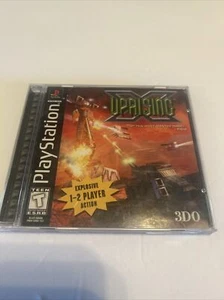 PlayStation
UPRISING
X
EXPLOSIVE
1-2 PLAYER
ACTION
TEEN
T
3DO